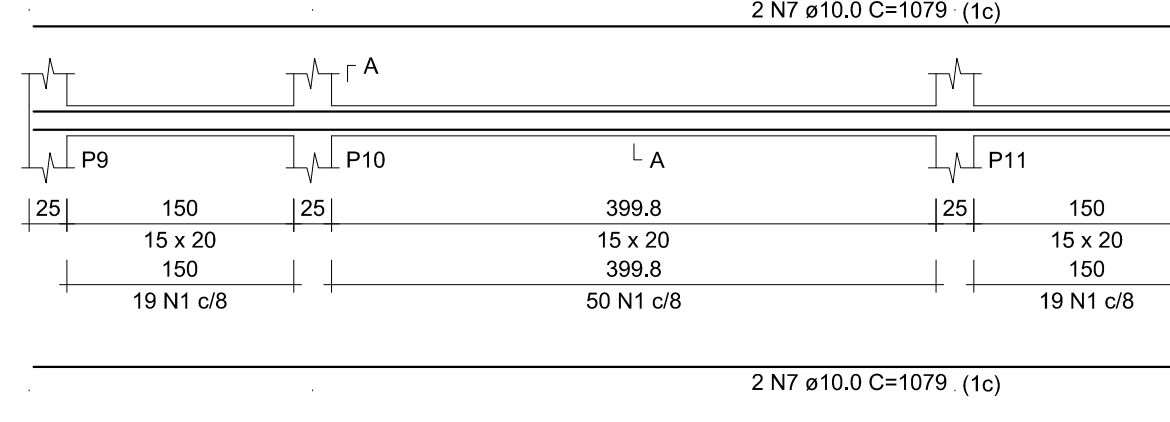 2 N7 ø10.0 C=1079 (1c)
A
P9
P10
A
P11
25 150 25 399.8 25 150
15 x 20 15 x 20 15 x 20
150 399.8 150
19 N1 c/8 50 N1 c/8 19 N1 c/8
2 N7 ø10.0 C=1079 (1c)